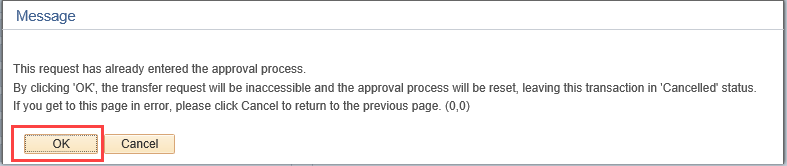 Message
This request has already entered the approval process.
By clicking 'OK', the transfer request will be inaccessible and the approval process will be reset, leaving this transaction in 'Cancelled' status.
If you get to this page in error, please click Cancel to return to the previous page. (0,0)
OK Cancel